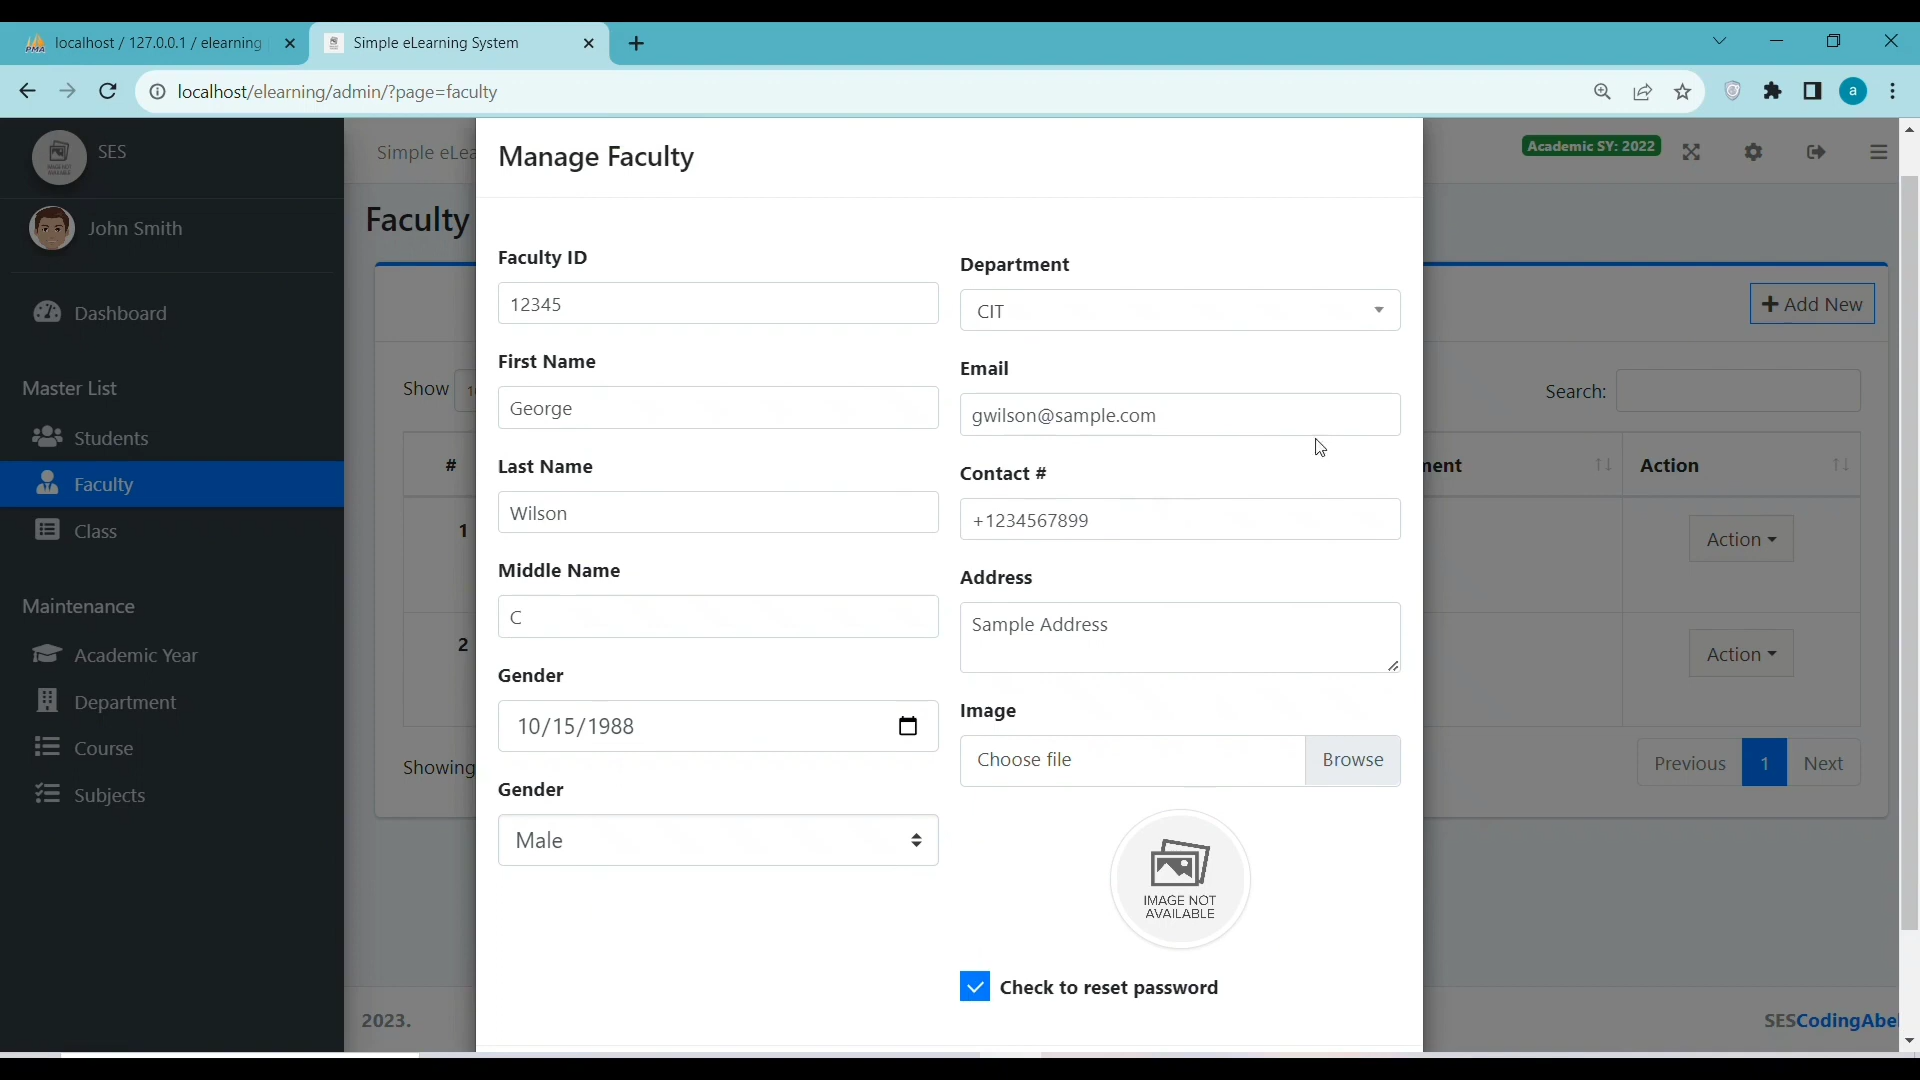 localhost / 127.0.0.1 / elearning
Simple eLearning System
localhost/elearning/admin/?page=faculty
a
SES
John Smith
Dashboard
Master List
Students
Faculty
Class
Maintenance
Academic Year
Department
Course
Subjects
Simple eLea
Academic SY: 2022
Faculty
Add New
Show
Search:
#
ment
Action
1
Action
2
Action
Showing
Previous
1
Next
2023.
SESCodingAbel
Manage Faculty
Faculty ID
12345
First Name
George
Last Name
Wilson
Middle Name
C
Gender
10/15/1988
Gender
Male
Department
CIT
Email
gwilson@sample.com
Contact #
+1234567899
Address
Sample Address
Image
Choose file
Browse
IMAGE NOT
AVAILABLE
Check to reset password